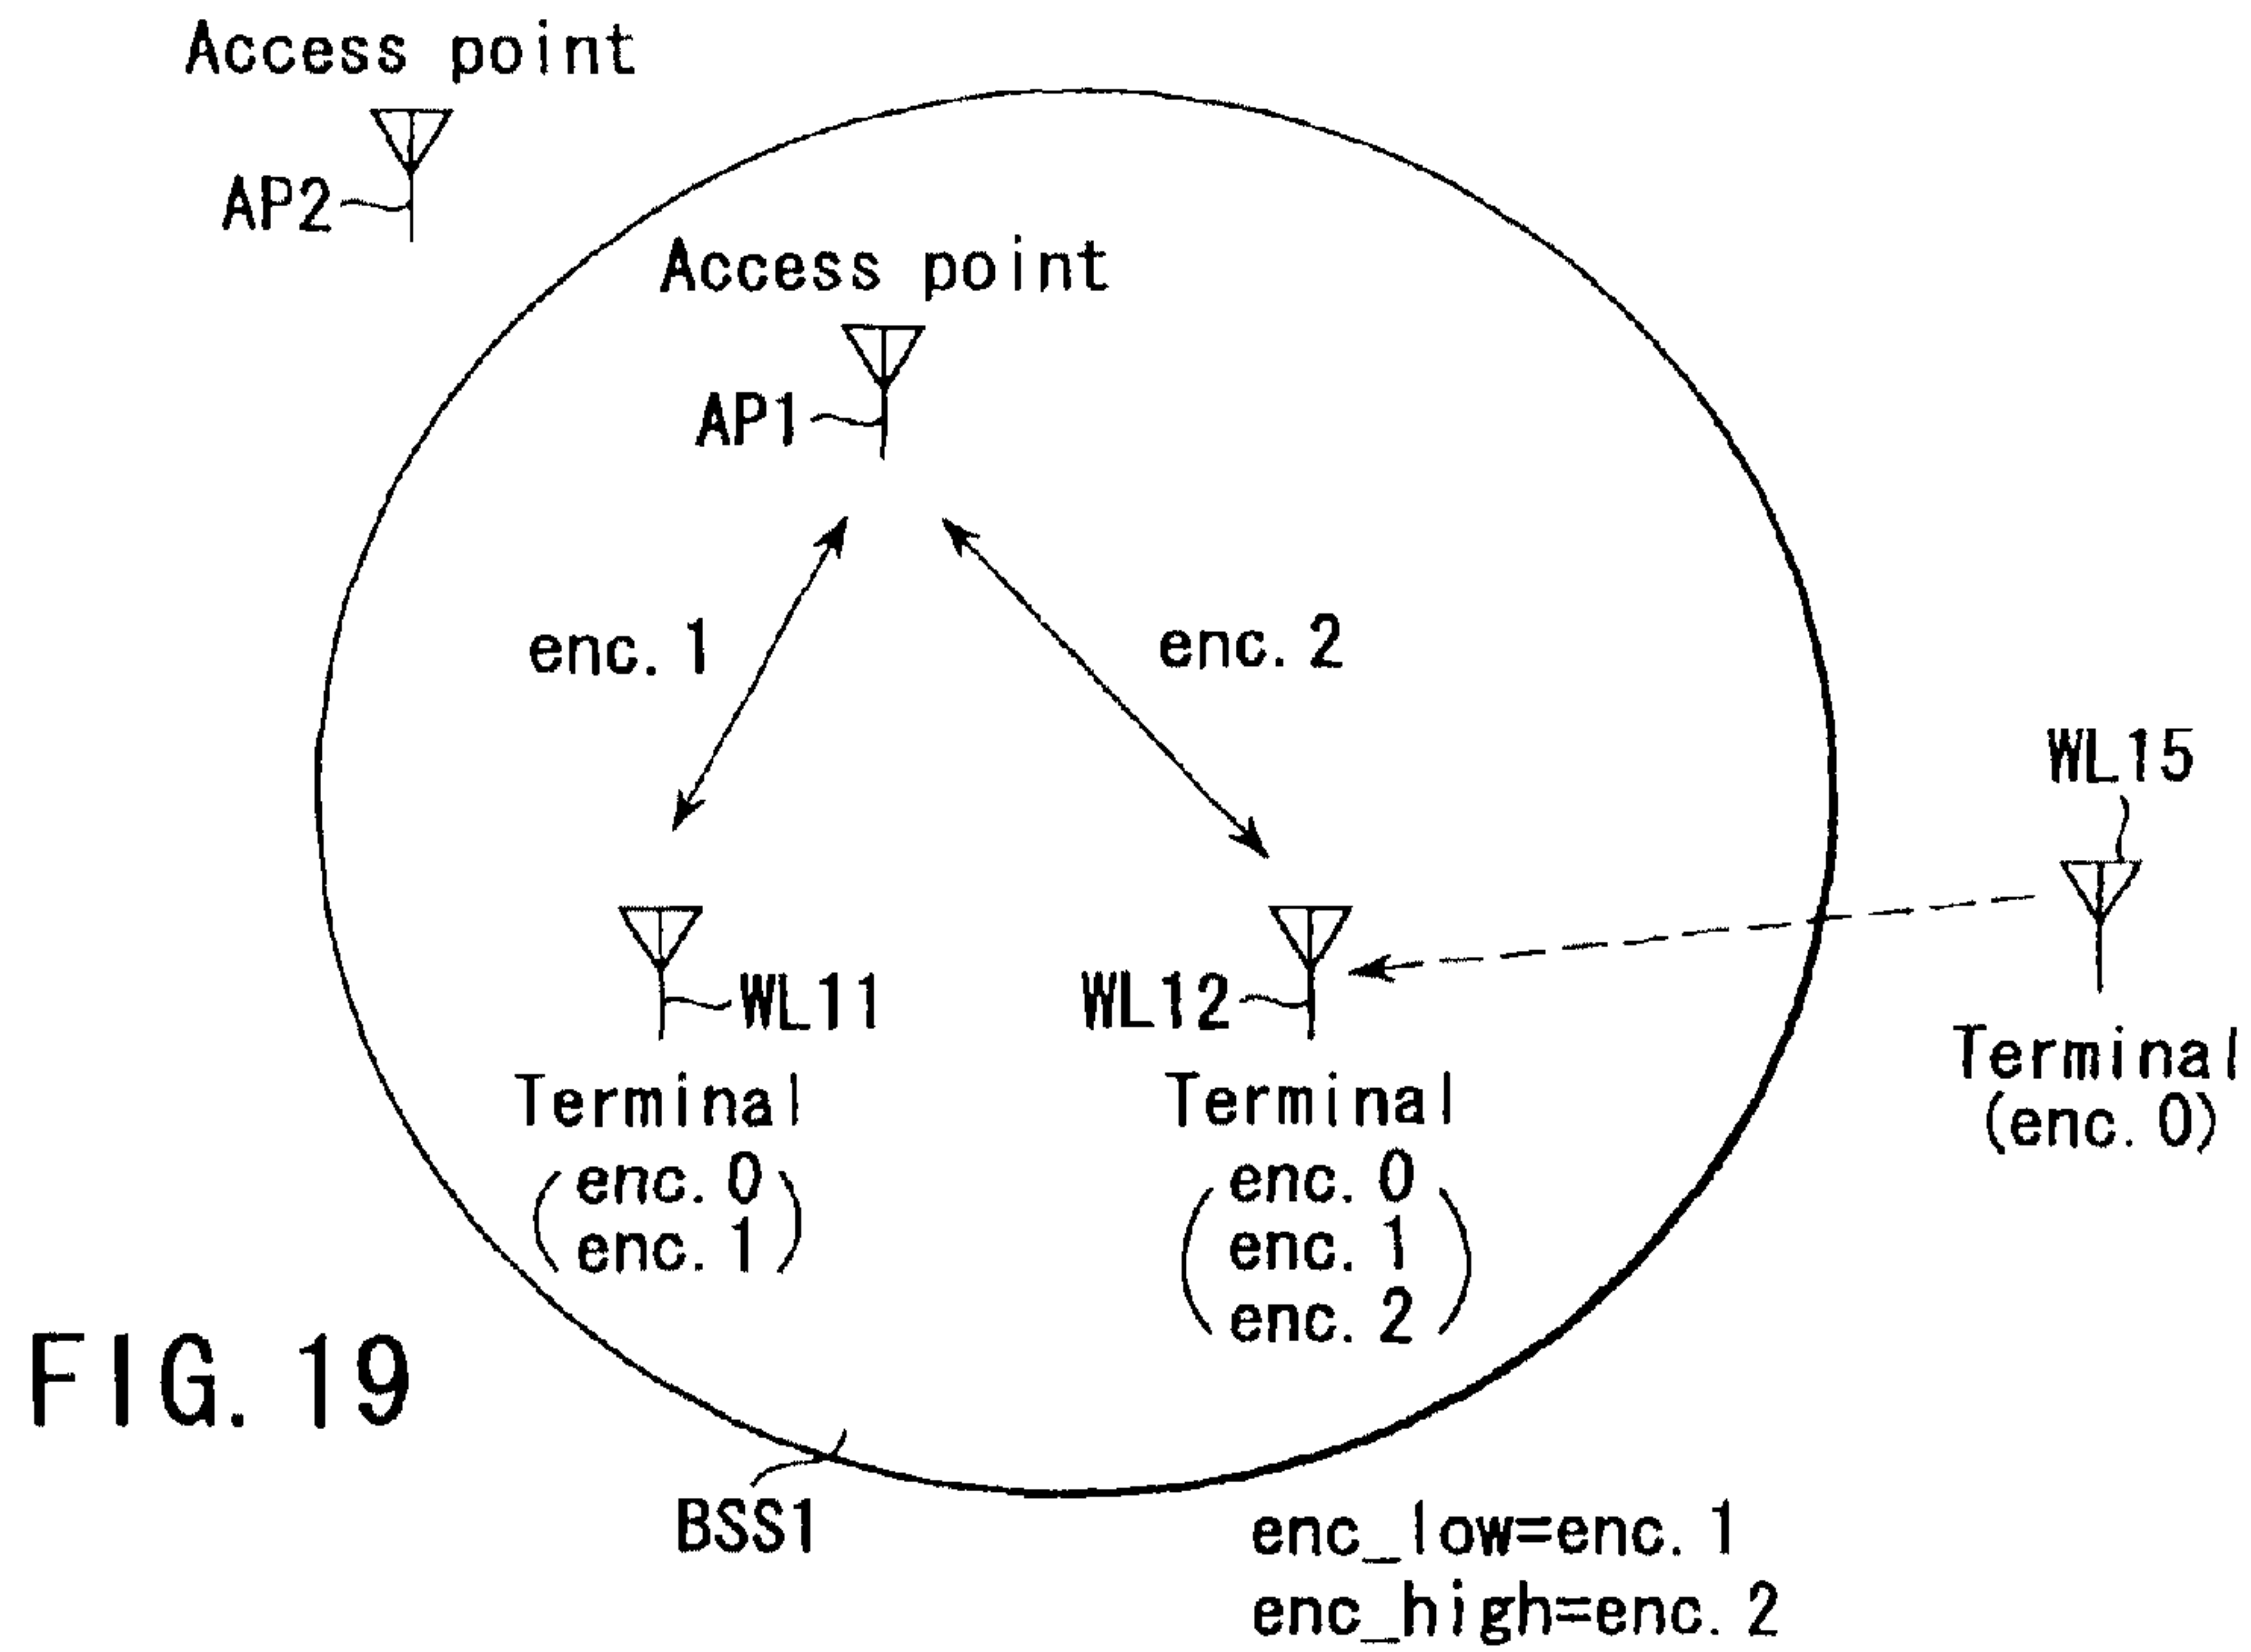 Access point
AP2
Access point
AP1
enc. 1
enc. 2
WL15
WL11
WL12
Terminal
(enc. 0)
Terminal
enc. 0
enc. 1
Terminal
enc. 0
enc. 1
enc. 2
FIG. 19
BSS1
enc_low=enc. 1
enc_high=enc. 2